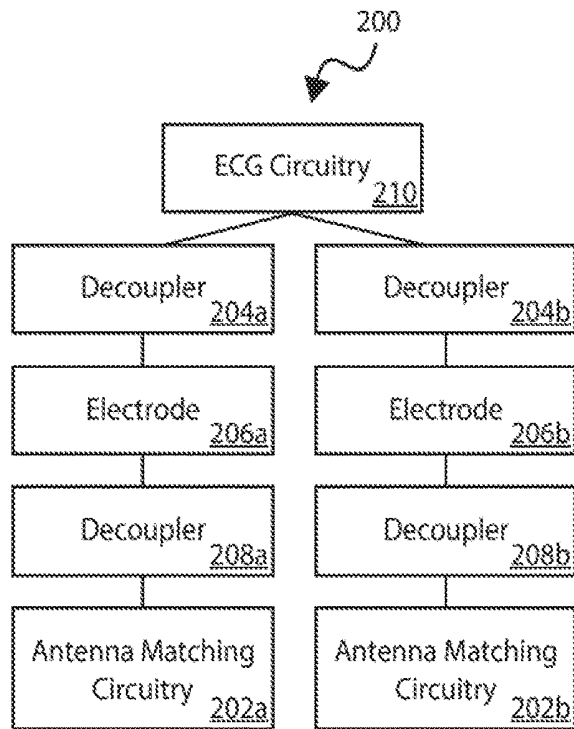 200
ECG Circuitry
210
Decoupler
204a
Decoupler
204b
Electrode
206a
Electrode
206b
Decoupler
208a
Decoupler
208b
Antenna Matching
Circuitry
202a
Antenna Matching
Circuitry
202b